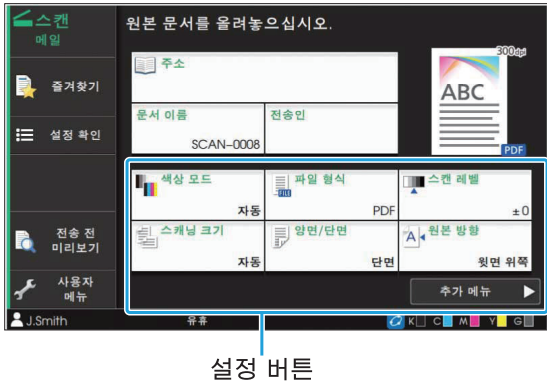 스캔
메일
원본 문서를 올려놓으십시오.
즐겨찾기
설정 확인
전송 전
미리보기
사용자
메뉴
주소
문서 이름
SCAN-0008
전송인
300dpi
ABC
PDF
색상 모드
자동
파일 형식
PDF
스캔 레벨
±0
스캐닝 크기
자동
양면/단면
단면
원본 방향
윗면 위쪽
추가 메뉴
J.Smith
유휴
K C M Y G
설정 버튼